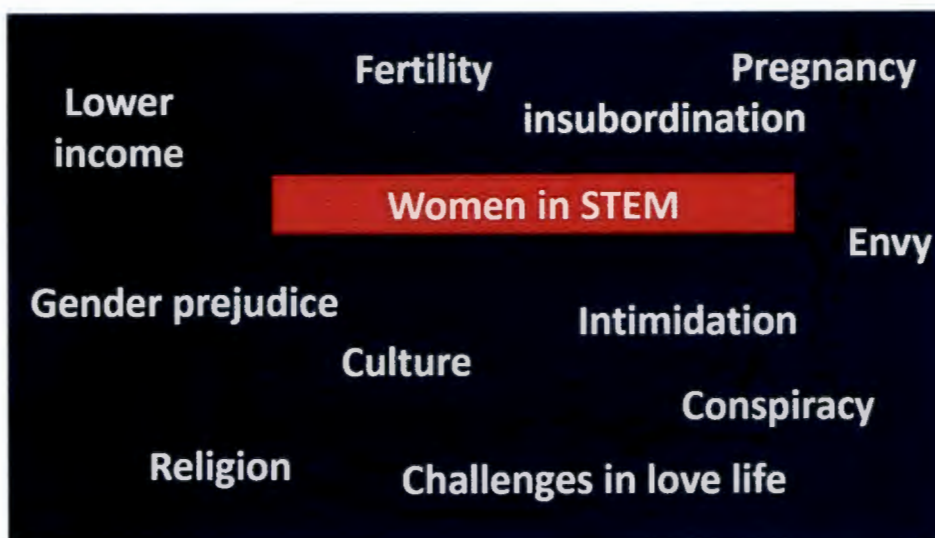 Fertility
Pregnancy
Lower
income
insubordination
Women in STEM
Envy
Gender prejudice
Intimidation
Culture
Conspiracy
Religion
Challenges in love life